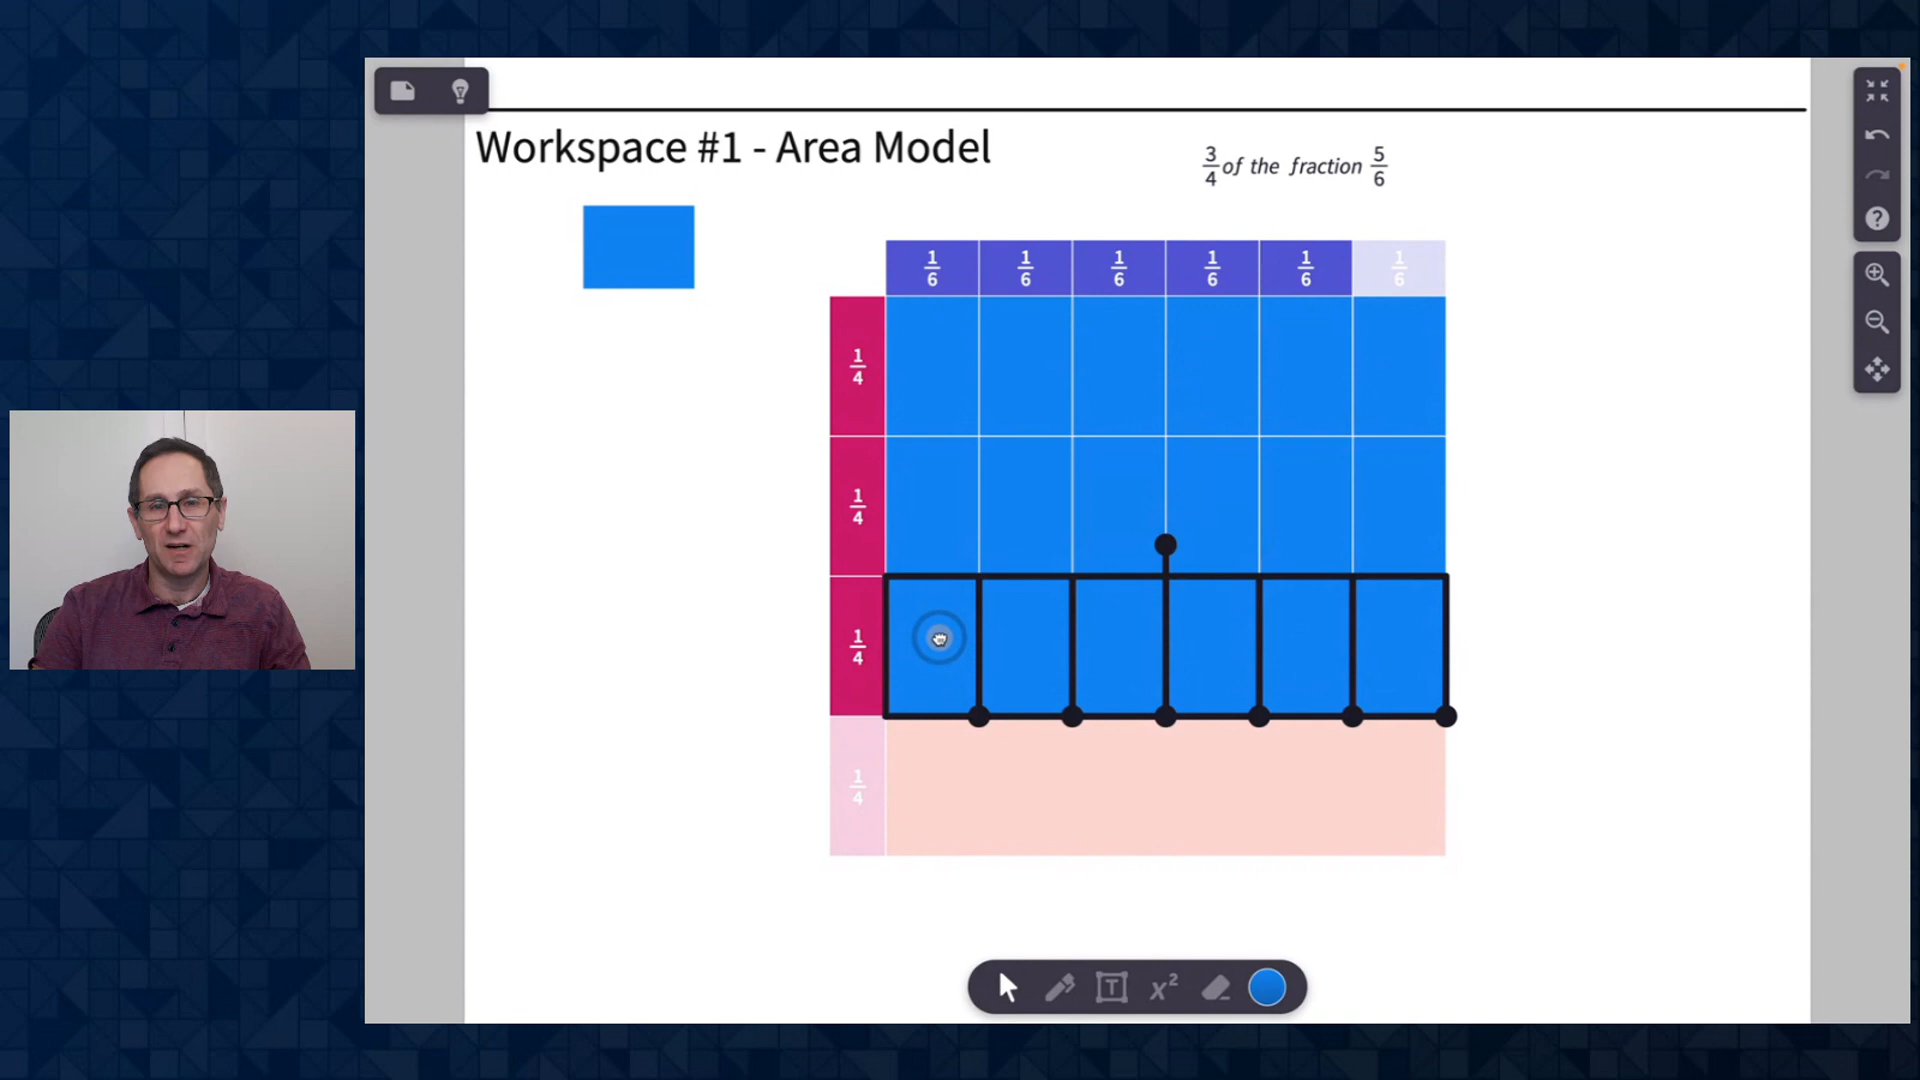 Workspace #1 - Area Model
3/4 of the fraction 5/6
1/6 1/6 1/6 1/6 1/6 1/6
1/4
1/4
1/4
1/4
T x²